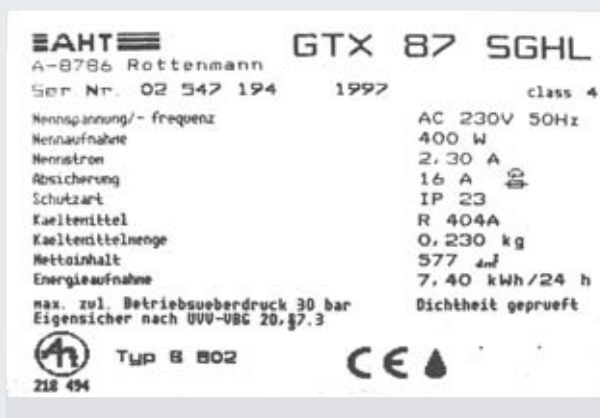 AHT GTX 87 SGHL
A-8786 Rottenmann
Ser Nr. 02 547 194 1997 class 4
Nennspannung/- frequenz AC 230V 50Hz
Nennaufnahme 400 W
Nennstrom 2,30 A
Absicherung 16 A
Schutzart IP 23
Kaeltemittel R 404A
Kaeltemittelmenge 0,230 kg
Nettoinhalt 577 dm³
Energieaufnahme 7,40 kWh/24 h
max. zul. Betriebsueberdruck 30 bar Dichtheit geprueft
Eigensicher nach UVV-VBG 20,§7.3
Typ B 802 CE
218 494